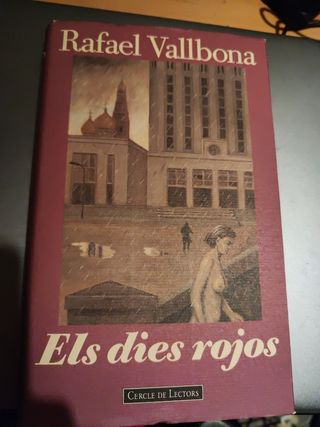 Rafael Vallbona
Els dies rojos
CERCLE DE LECTORS